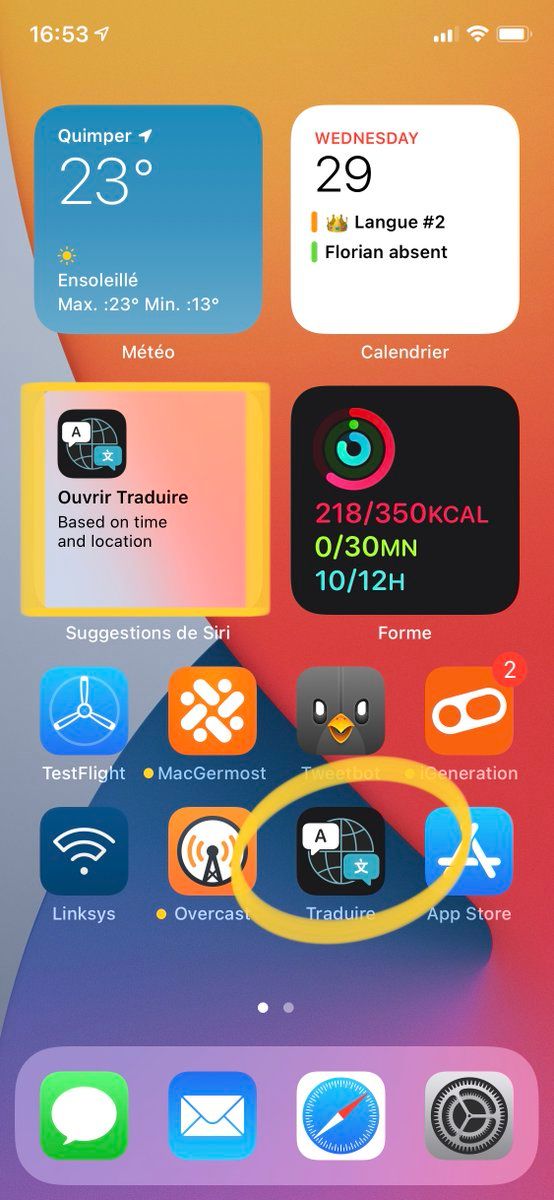 16:53
Quimper
23°
Ensoleillé
Max. :23° Min. :13°
Météo
WEDNESDAY
29
👑 Langue #2
Florian absent
Calendrier
A
文
Ouvrir Traduire
Based on time
and location
Suggestions de Siri
218/350KCAL
0/30MN
10/12H
Forme
2
TestFlight
MacGermost
Tweetbot
iGeneration
A
文
Linksys
Overcast
Traduire
App Store